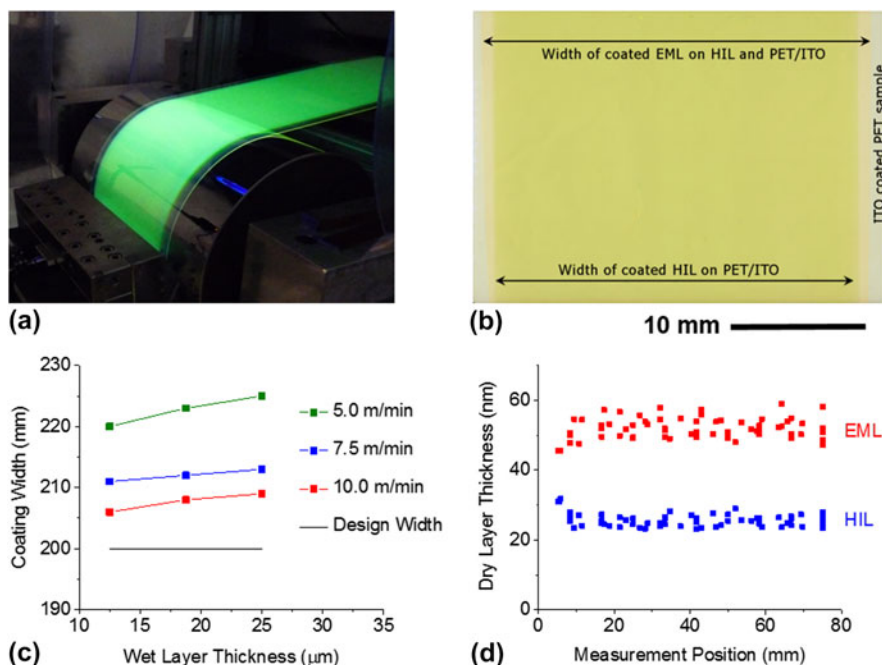 Width of coated EML on HIL and PET/ITO
ITO coated PET sample
Width of coated HIL on PET/ITO
(a)
(b)
10 mm
230
220
210
200
190
Coating Width (mm)
10
15
20
25
30
35
Wet Layer Thickness (μm)
5.0 m/min
7.5 m/min
10.0 m/min
Design Width
(c)
60
40
20
0
Dry Layer Thickness (nm)
EML
HIL
0
20
40
60
80
Measurement Position (mm)
(d)